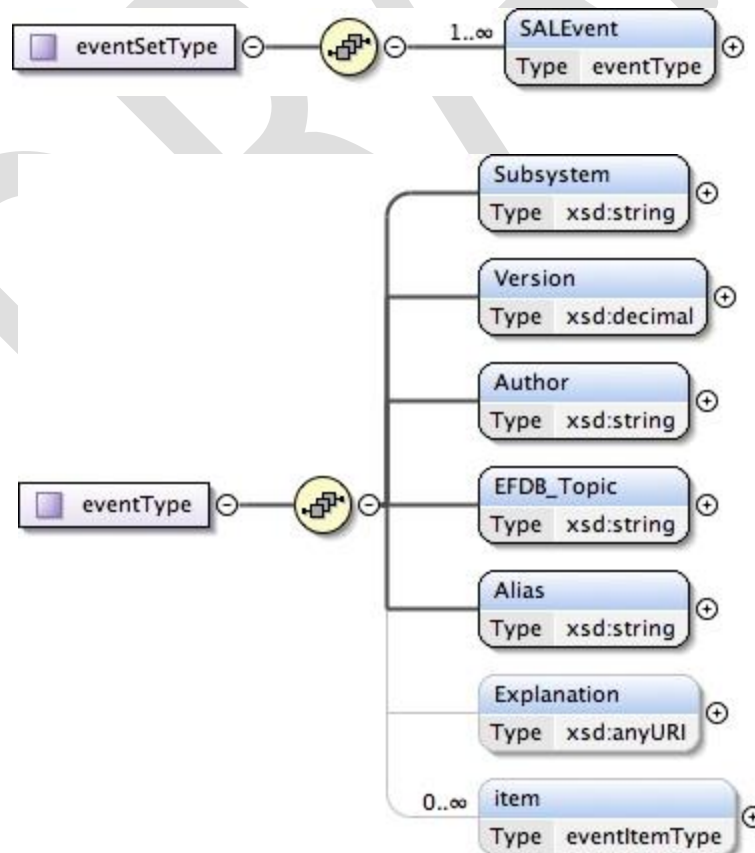 eventSetType
1..∞
SALEvent
Type eventType
Subsystem
Type xsd:string
Version
Type xsd:decimal
Author
Type xsd:string
eventType
EFDB_Topic
Type xsd:string
Alias
Type xsd:string
Explanation
Type xsd:anyURI
0..∞
item
Type eventItemType